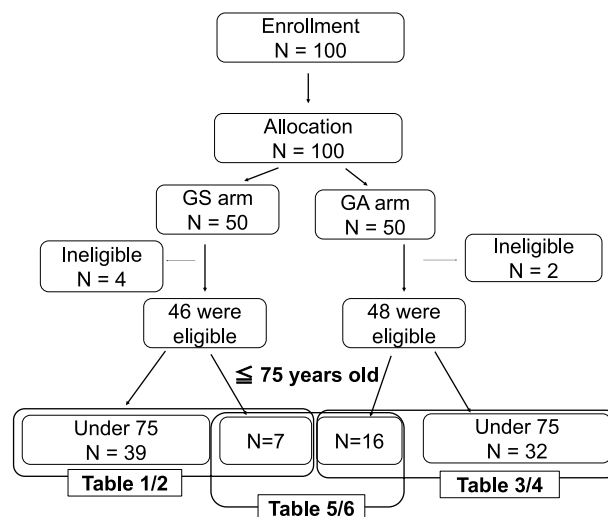 Enrollment
N = 100
Allocation
N = 100
GS arm
N = 50
GA arm
N = 50
Ineligible
N = 4
Ineligible
N = 2
46 were
eligible
48 were
eligible
≦ 75 years old
Under 75
N = 39
N=7
N=16
Under 75
N = 32
Table 1/2
Table 3/4
Table 5/6